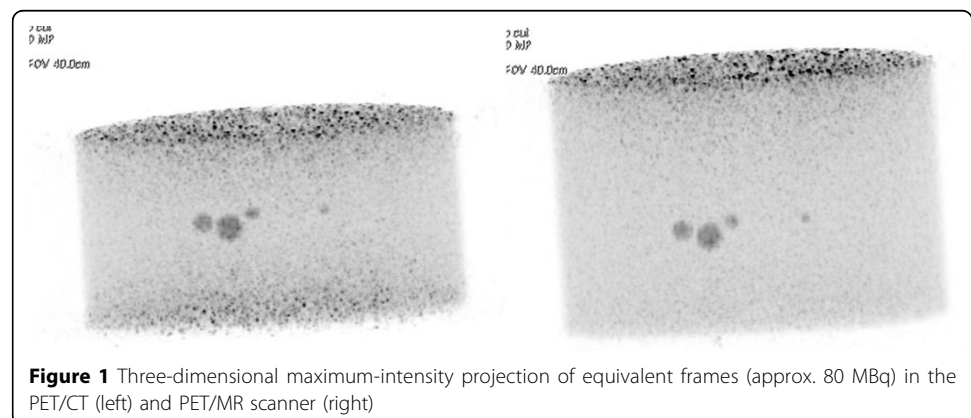 FOV 40.0cm
FOV 40.0cm
Figure 1 Three-dimensional maximum-intensity projection of equivalent frames (approx. 80 MBq) in the
PET/CT (left) and PET/MR scanner (right)